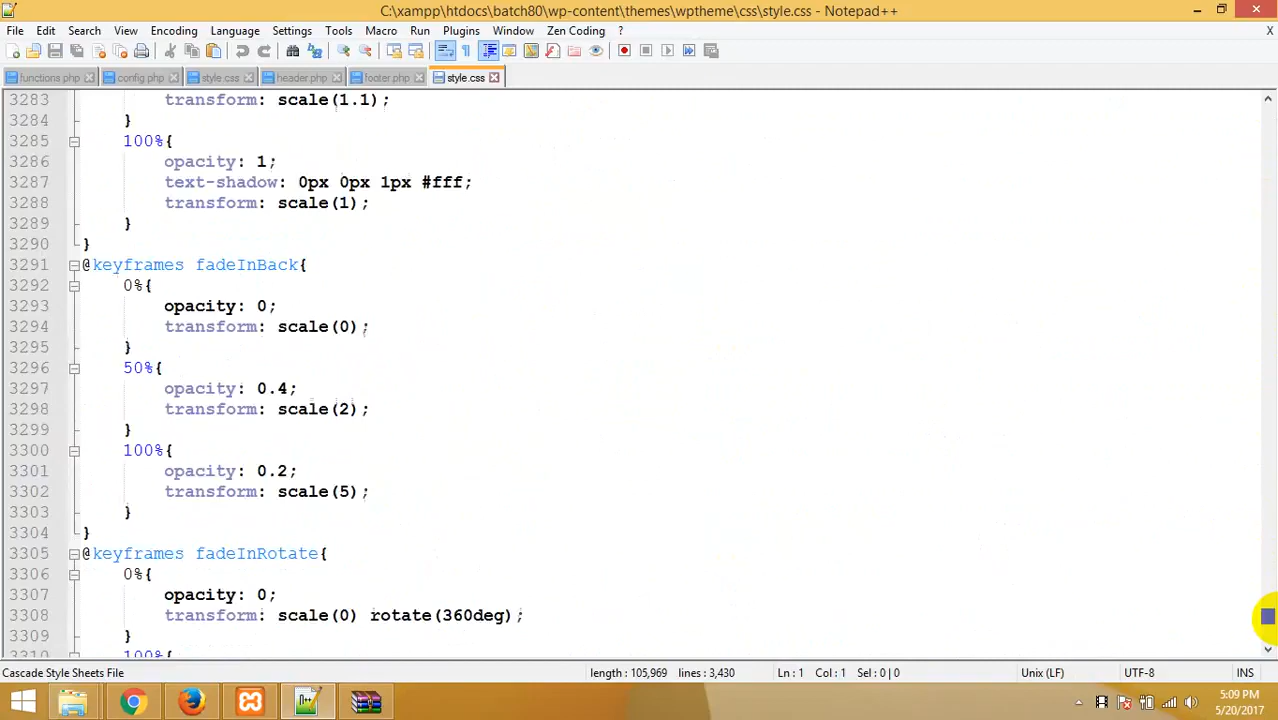 C:\xampp\htdocs\batch80\wp-content\themes\wptheme\css\style.css - Notepad++
File Edit Search View Encoding Language Settings Tools Macro Run Plugins Window Zen Coding ? X
functions.php config.php style.css header.php footer.php style.css
3283 transform: scale(1.1);
3284 }
3285 100%{
3286 opacity: 1;
3287 text-shadow: 0px 0px 1px #fff;
3288 transform: scale(1);
3289 }
3290 }
3291 @keyframes fadeInBack{
3292 0%{
3293 opacity: 0;
3294 transform: scale(0);
3295 }
3296 50%{
3297 opacity: 0.4;
3298 transform: scale(2);
3299 }
3300 100%{
3301 opacity: 0.2;
3302 transform: scale(5);
3303 }
3304 }
3305 @keyframes fadeInRotate{
3306 0%{
3307 opacity: 0;
3308 transform: scale(0) rotate(360deg);
3309 }
3310 100%{
Cascade Style Sheets File length : 105,969 lines : 3,430 Ln : 1 Col : 1 Sel : 0 | 0 Unix (LF) UTF-8 INS
5:09 PM
5/20/2017